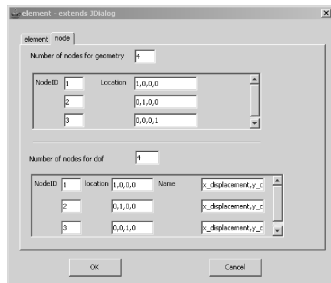 element - extends JDialog
element node
Number of nodes for geometry 4
NodeID 1 Location 1,0,0,0
2 0,1,0,0
3 0,0,0,1
Number of nodes for dof 4
NodeID 1 location 1,0,0,0 Name x_displacement,y_c
2 0,1,0,0 x_displacement,y_c
3 0,0,1,0 x_displacement,y_c
OK Cancel